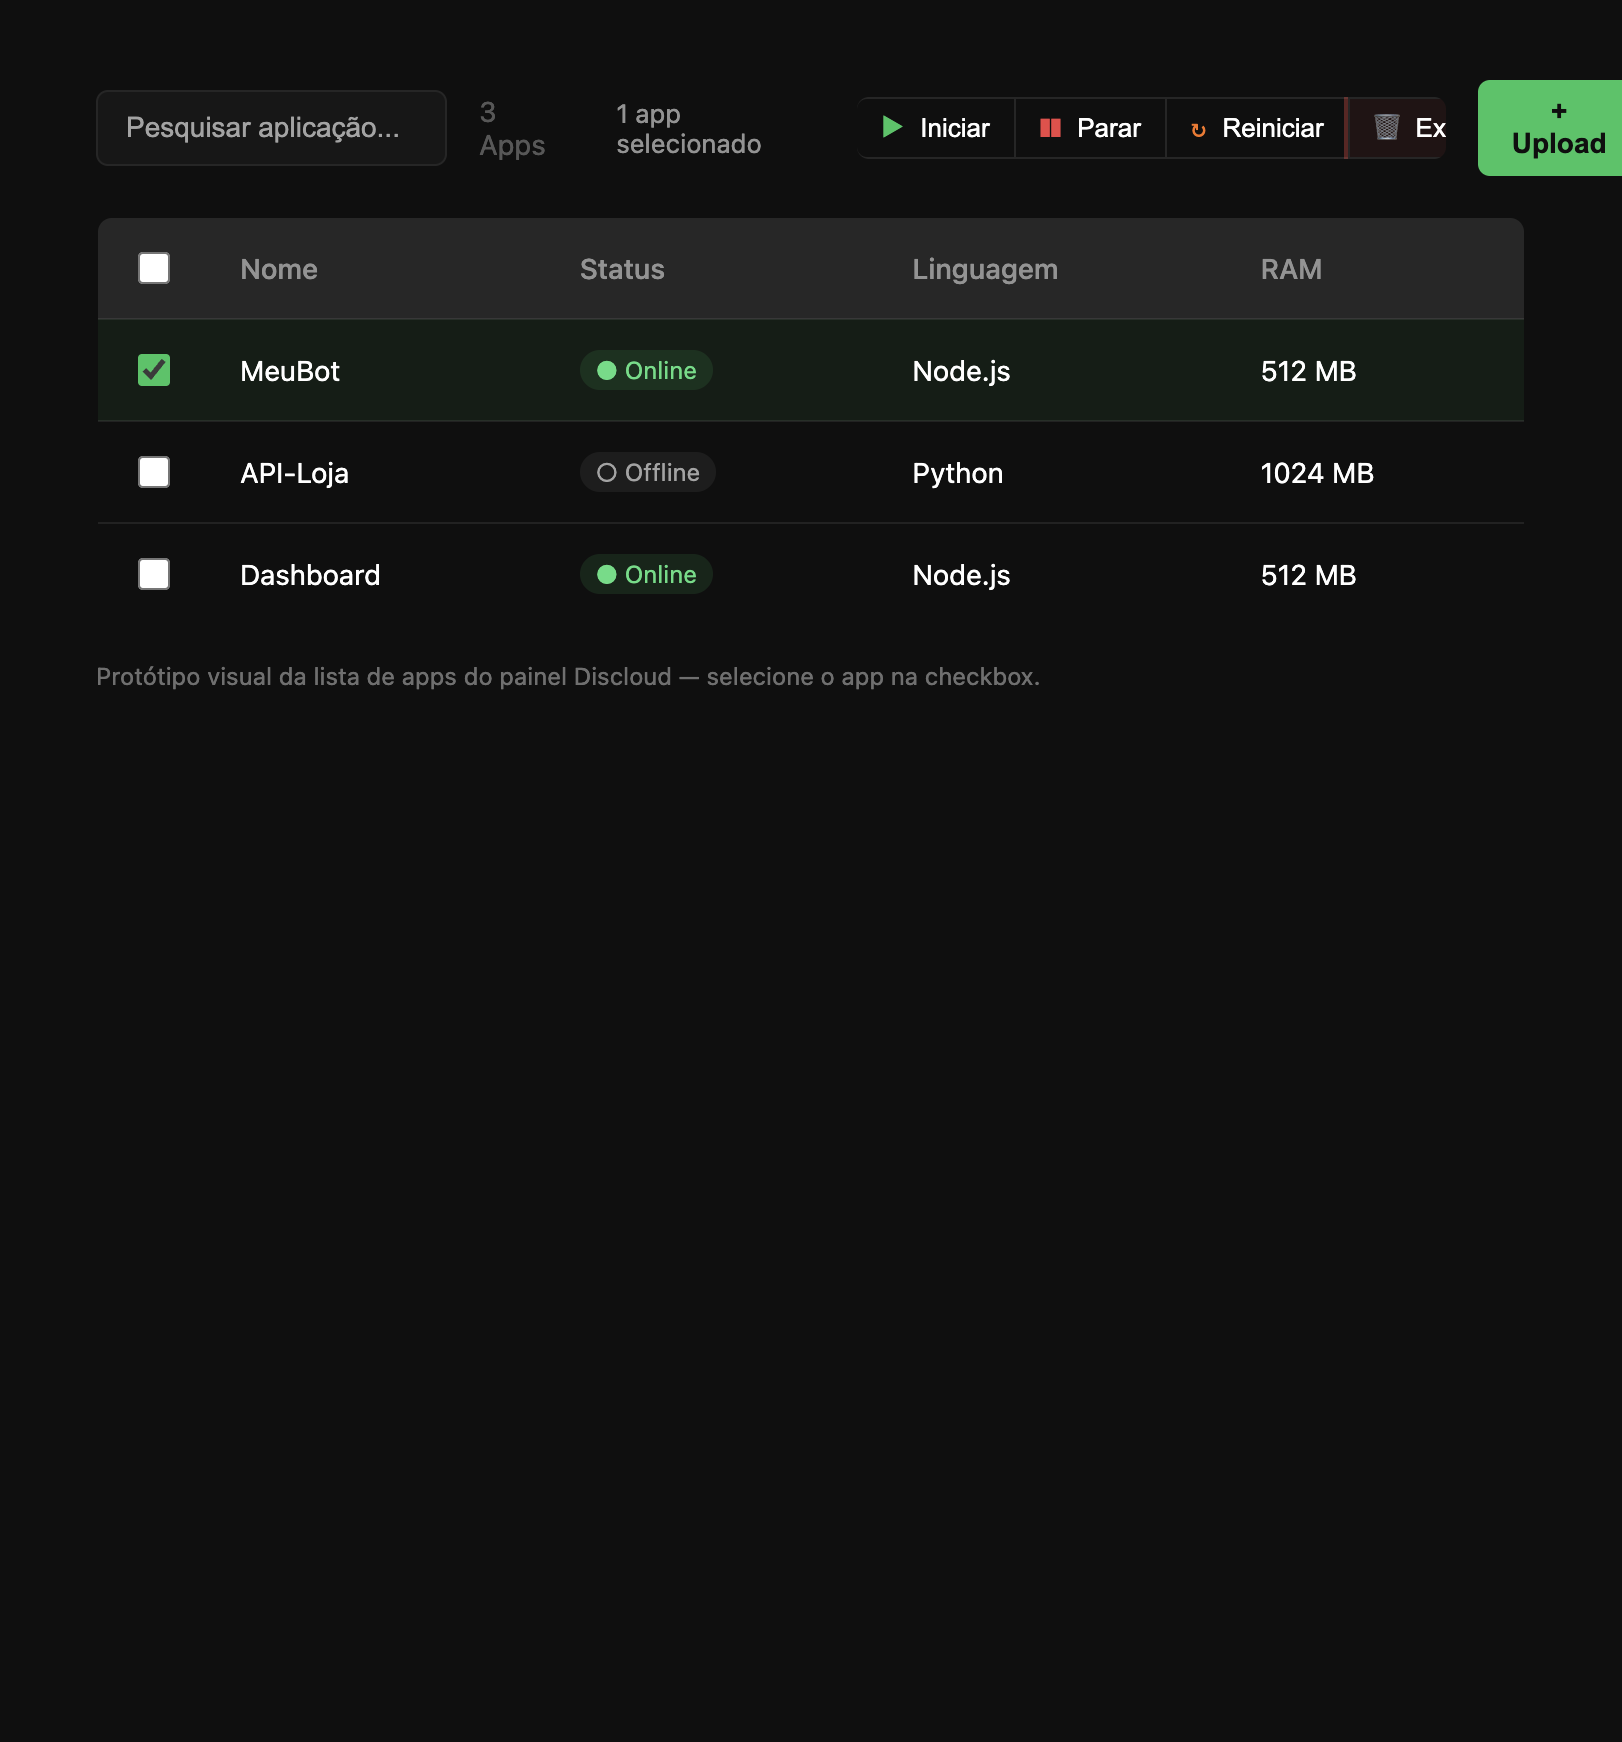 Pesquisar aplicação...
3
Apps
1 app
selecionado
Iniciar
Parar
Reiniciar
Ex
+
Upload
Nome Status Linguagem RAM
MeuBot Online Node.js 512 MB
API-Loja Offline Python 1024 MB
Dashboard Online Node.js 512 MB
Protótipo visual da lista de apps do painel Discloud — selecione o app na checkbox.